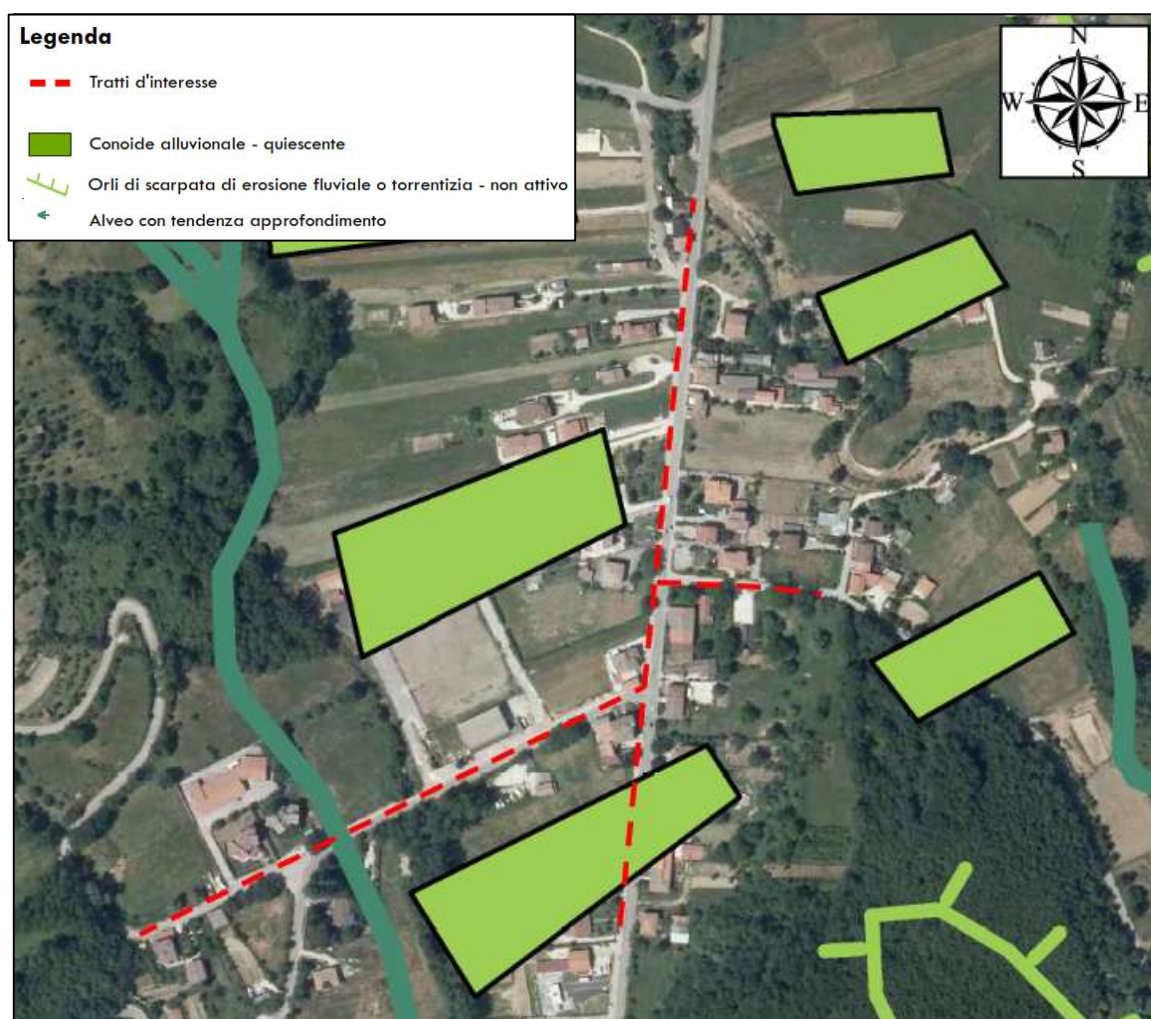 Legenda
Tratti d'interesse
Conoide alluvionale - quiescente
Orli di scarpata di erosione fluviale o torrentizia - non attivo
Alveo con tendenza approfondimento
N
W E
S